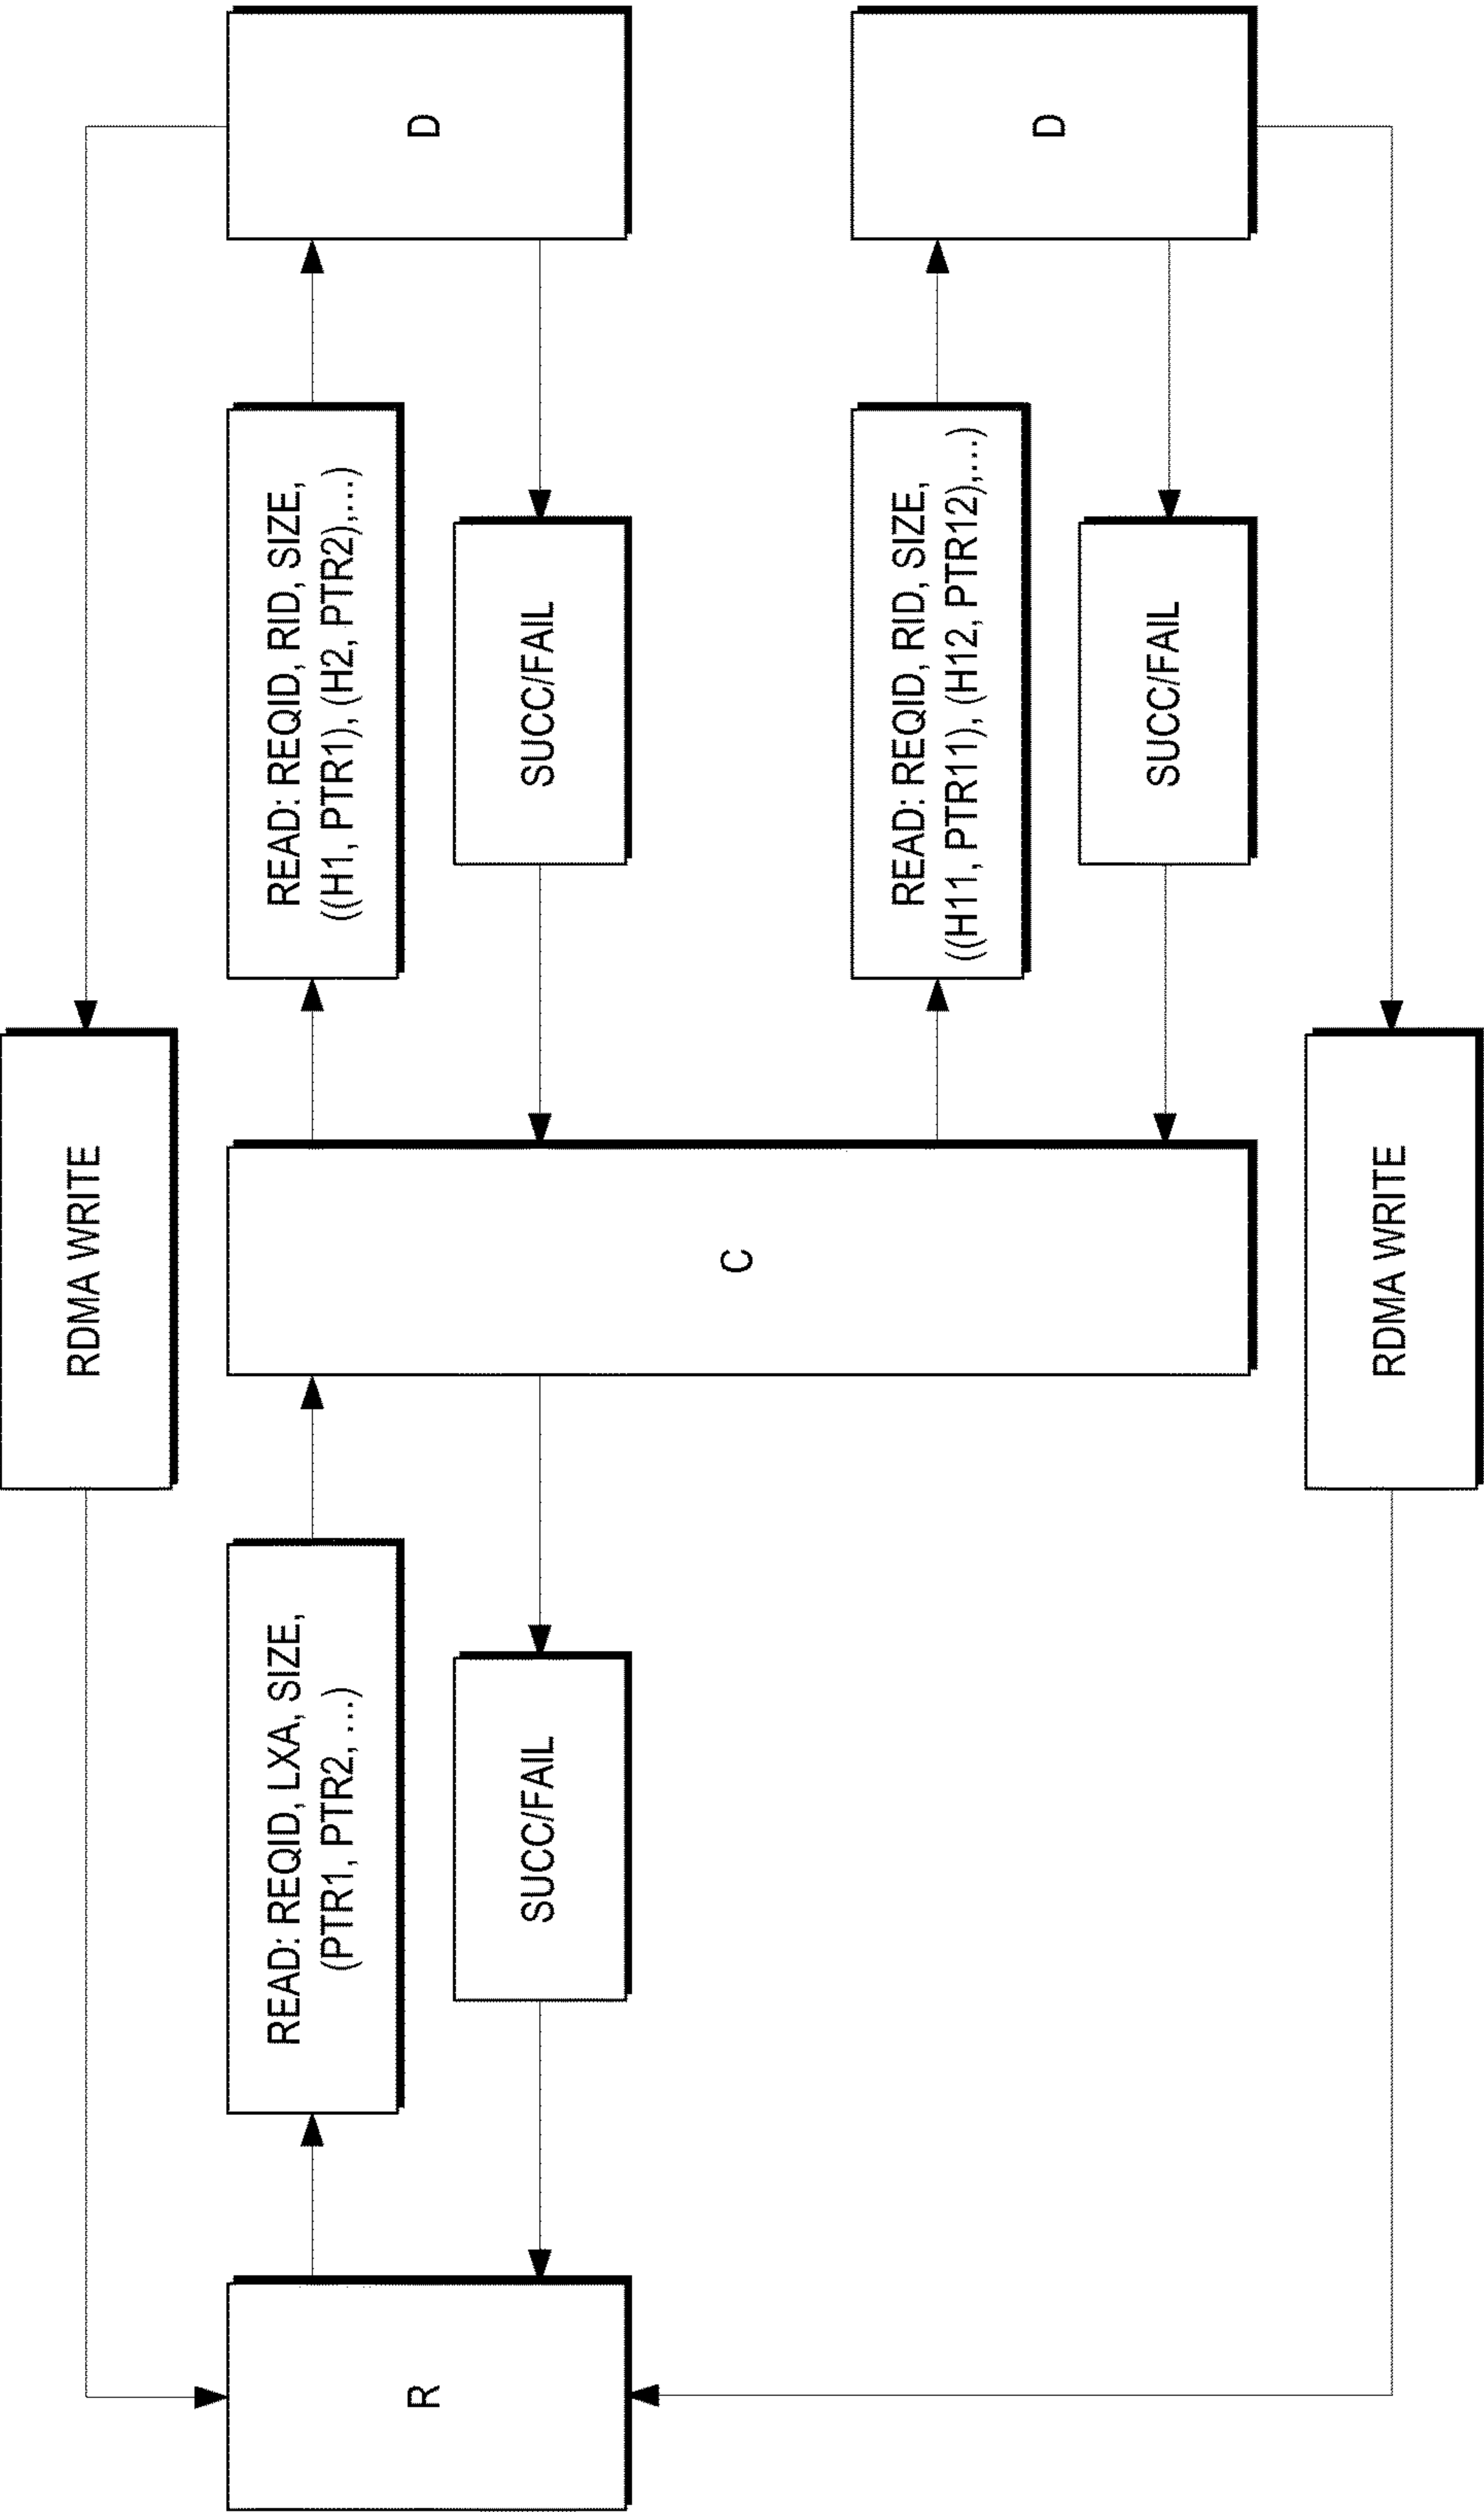 RDMA WRITE
READ: REQID, LXA, SIZE,
(PTR1, PTR2, ...)
READ: REQID, RID, SIZE,
((H1, PTR1), (H2, PTR2),...)
R
D
SUCC/FAIL
SUCC/FAIL
C
READ: REQID, RID, SIZE,
((H11, PTR11), (H12, PTR12),...)
D
SUCC/FAIL
RDMA WRITE